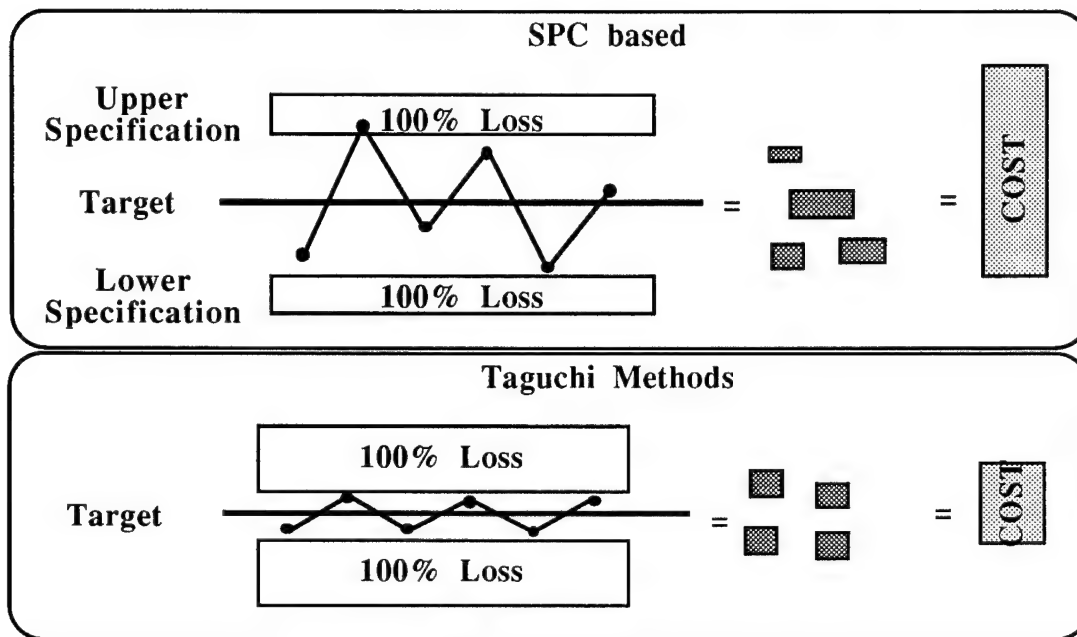 SPC based
Upper
Specification
100% Loss
Target
=
=
COST
Lower
Specification
100% Loss
Taguchi Methods
100% Loss
Target
=
=
COST
100% Loss